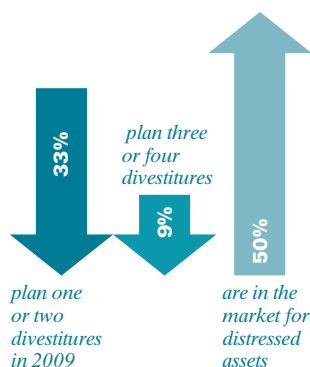 33%
plan one
or two
divestitures
in 2009
plan three
or four
divestitures
9%
50%
are in the
market for
distressed
assets